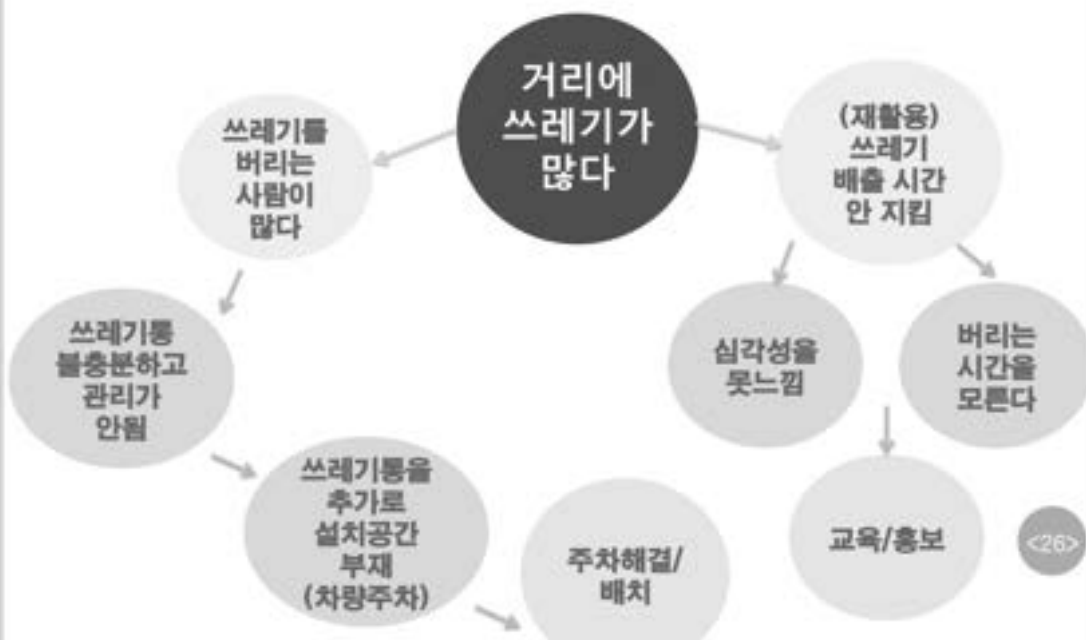 거리에
쓰레기가
많다
쓰레기를
버리는
사람이
많다
(재활용)
쓰레기
배출 시간
안 지킴
쓰레기통
불충분하고
관리가
안됨
심각성을
못느낌
버리는
시간을
모른다
쓰레기통을
추가로
설치공간
부재
(차량주차)
주차해결/
배치
교육/홍보
<26>